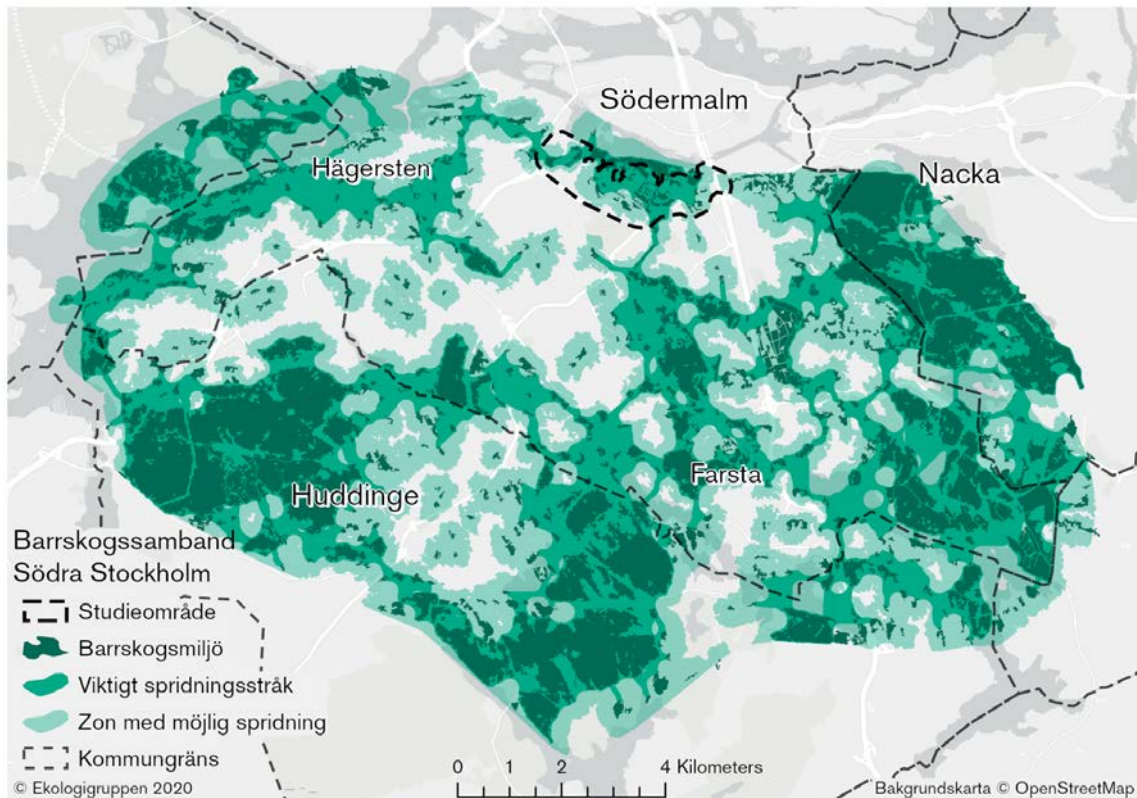 Södermalm
Nacka
Hägersten
Farsta
Huddinge
Barrskogssamband
Södra Stockholm
Studieområde
Barrskogsmiljö
Viktigt spridningsstråk
Zon med möjlig spridning
Kommungräns
© Ekologigruppen 2020
0 1 2 4 Kilometers
Bakgrundskarta © OpenStreetMap